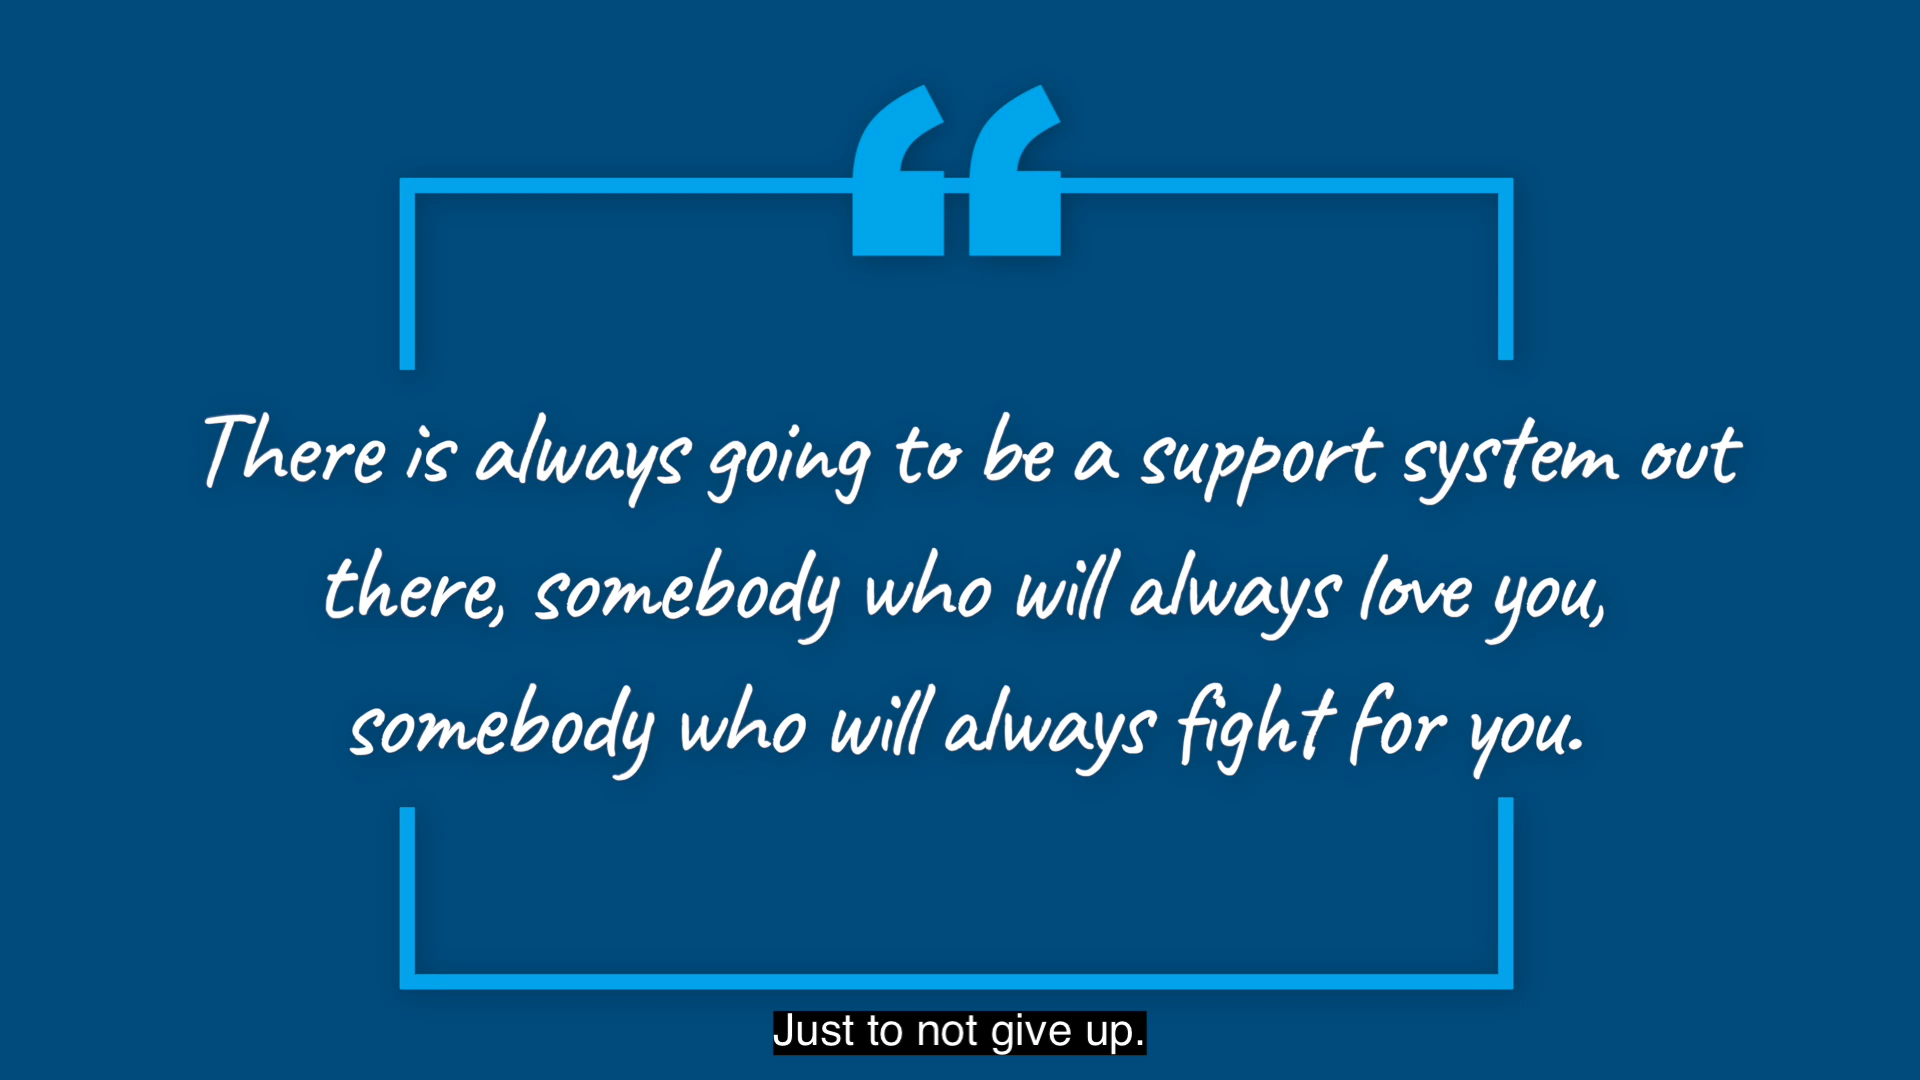 There is always going to be a support system out
there, somebody who will always love you,
somebody who will always fight for you.
Just to not give up.